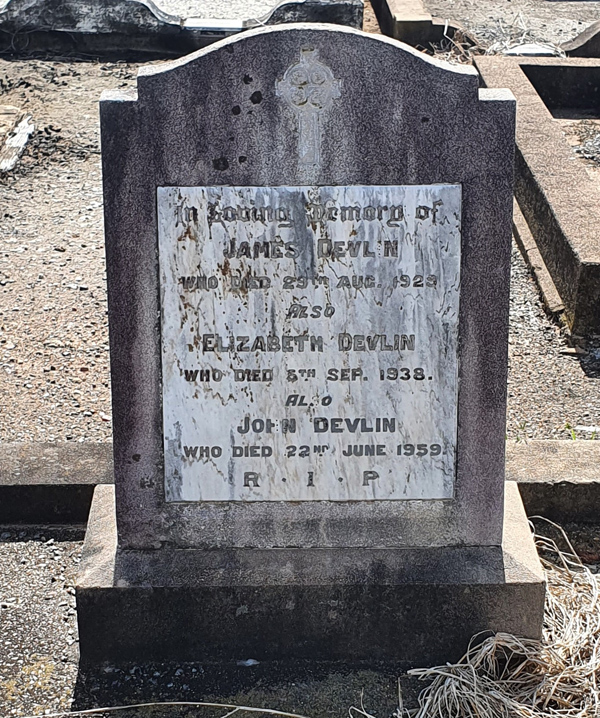 In Loving Memory of
JAMES DEVLIN
WHO DIED 29TH AUG. 1929
ALSO
ELIZABETH DEVLIN
WHO DIED 5TH SEP. 1938.
ALSO
JOHN DEVLIN
WHO DIED 22ND JUNE 1959.
R · I · P